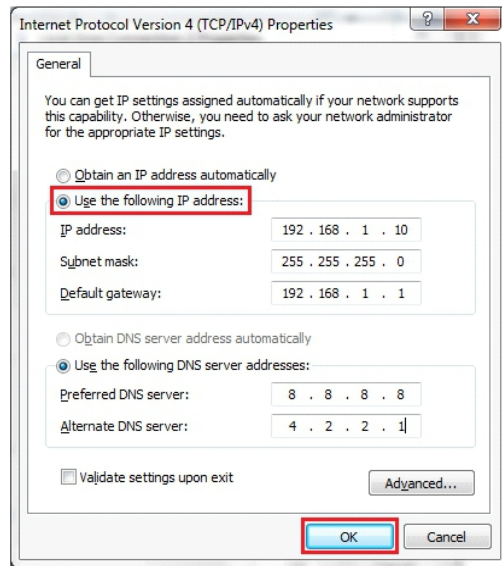 Internet Protocol Version 4 (TCP/IPv4) Properties
General
You can get IP settings assigned automatically if your network supports
this capability. Otherwise, you need to ask your network administrator
for the appropriate IP settings.
Obtain an IP address automatically
Use the following IP address:
IP address: 192 . 168 . 1 . 10
Subnet mask: 255 . 255 . 255 . 0
Default gateway: 192 . 168 . 1 . 1
Obtain DNS server address automatically
Use the following DNS server addresses:
Preferred DNS server: 8 . 8 . 8 . 8
Alternate DNS server: 4 . 2 . 2 . 1
Validate settings upon exit
Advanced...
OK Cancel